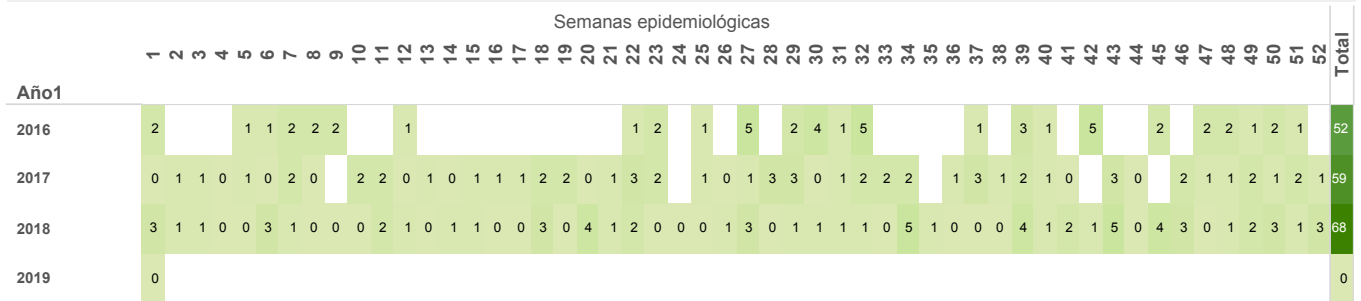 Semanas epidemiológicas
1 2 3 4 5 6 7 8 9 10 11 12 13 14 15 16 17 18 19 20 21 22 23 24 25 26 27 28 29 30 31 32 33 34 35 36 37 38 39 40 41 42 43 44 45 46 47 48 49 50 51 52 Total
Año1
2016 2 1 1 2 2 2 1 1 2 1 5 2 4 1 5 1 3 1 5 2 2 2 1 2 1 52
2017 0 1 1 0 1 0 2 0 2 2 0 1 0 1 1 1 2 2 0 1 3 2 1 0 1 3 3 0 1 2 2 2 1 3 1 2 1 0 3 0 2 1 1 2 1 2 1 59
2018 3 1 1 0 0 3 1 0 0 0 2 1 0 1 1 0 0 3 0 4 1 2 0 0 0 1 3 0 1 1 1 1 0 5 1 0 0 0 4 1 2 1 5 0 4 3 0 1 2 3 1 3 68
2019 0 0